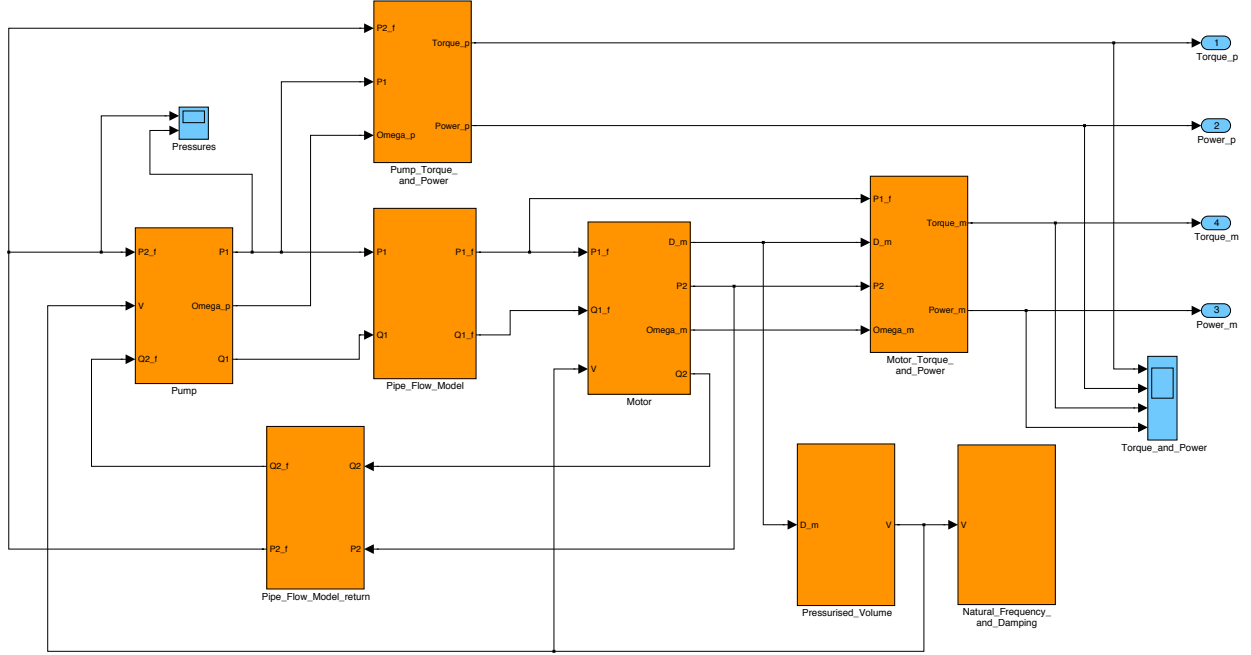 P2_f
P1
Omega_p
Torque_p
Power_p
Pump_Torque_
and_Power
1
Torque_p
2
Power_p
Pressures
P2_f
V
Q2_f
P1
Omega_p
Q1
Pump
P1
Q1
P1_f
Q1_f
Pipe_Flow_Model
P1_f
Q1_f
V
D_m
P2
Omega_m
Q2
Motor
P1_f
D_m
P2
Omega_m
Torque_m
Power_m
Motor_Torque_
and_Power
4
Torque_m
3
Power_m
Torque_and_Power
Q2_f
P2_f
Q2
P2
Pipe_Flow_Model_return
D_m
V
Pressurised_Volume
V
Natural_Frequency_
and_Damping